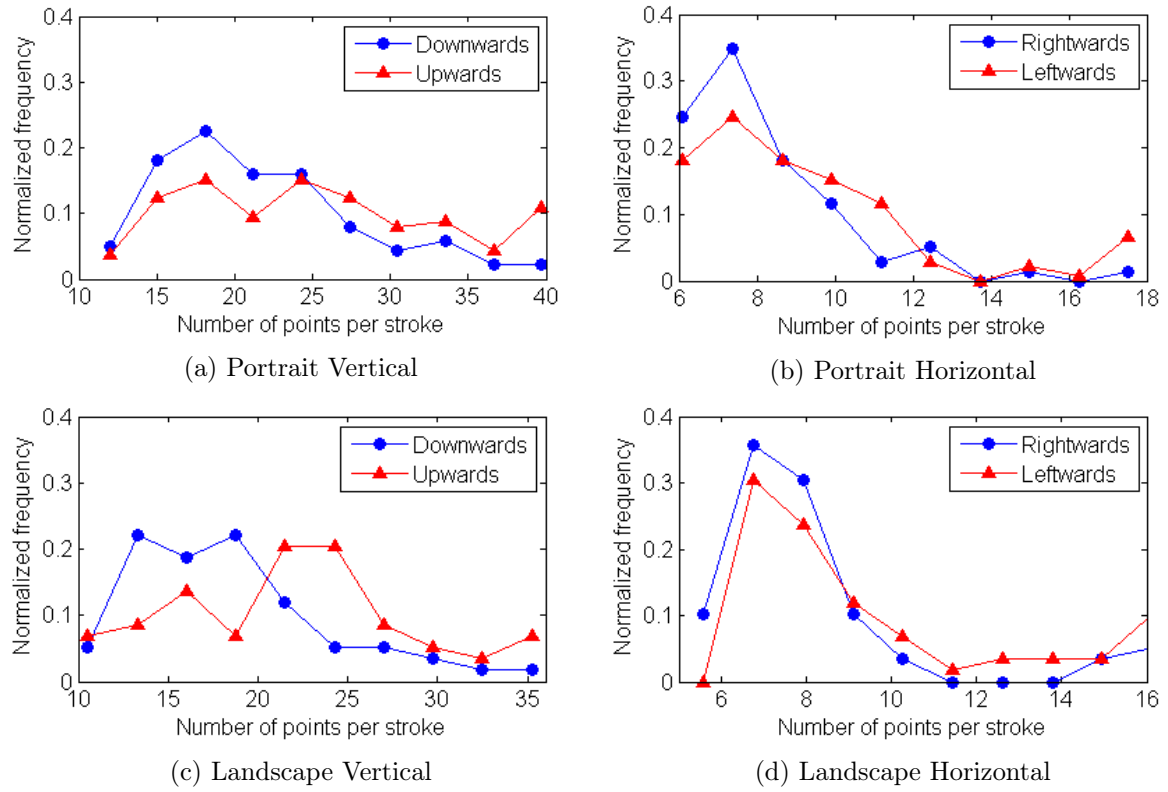 0.4
0.3
0.2
0.1
0
Normalized frequency
Downwards
Upwards
10 15 20 25 30 35 40
Number of points per stroke
(a) Portrait Vertical
0.4
0.3
0.2
0.1
0
Normalized frequency
Rightwards
Leftwards
6 8 10 12 14 16 18
Number of points per stroke
(b) Portrait Horizontal
0.4
0.3
0.2
0.1
0
Normalized frequency
Downwards
Upwards
10 15 20 25 30 35
Number of points per stroke
(c) Landscape Vertical
0.4
0.3
0.2
0.1
0
Normalized frequency
Rightwards
Leftwards
6 8 10 12 14 16
Number of points per stroke
(d) Landscape Horizontal